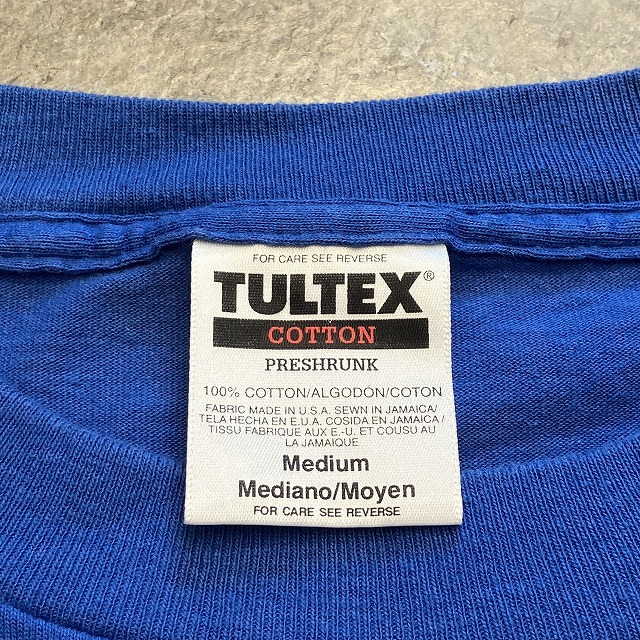 FOR CARE SEE REVERSE
TULTEX®
COTTON
PRESHRUNK
100% COTTON/ALGODÓN/COTON
FABRIC MADE IN U.S.A. SEWN IN JAMAICA/
TELA HECHA EN E.U.A. COSIDA EN JAMAICA/
TISSU FABRIQUE AUX E.-U. ET COUSU AU
LA JAMAIQUE
Medium
Mediano/Moyen
FOR CARE SEE REVERSE